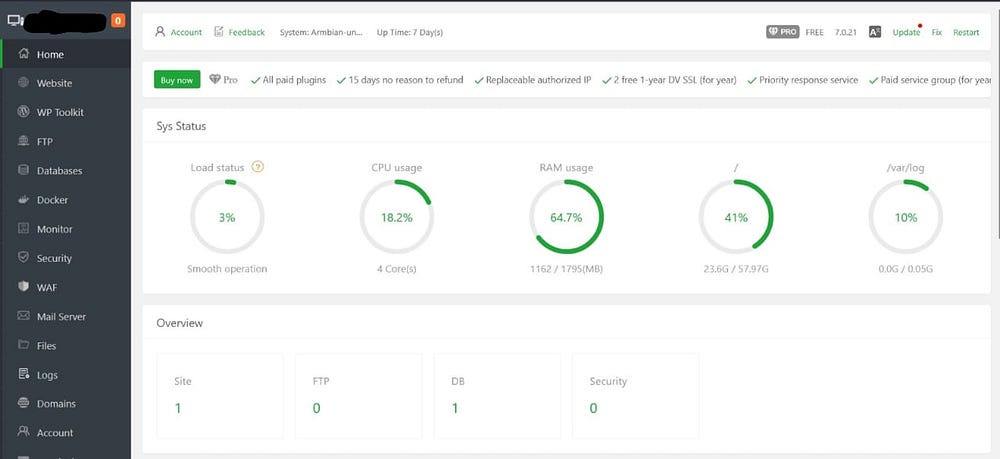 0
Home
Website
WP Toolkit
FTP
Databases
Docker
Monitor
Security
WAF
Mail Server
Files
Logs
Domains
Account
Account Feedback System: Armbian-un... Up Time: 7 Day(s) PRO FREE 7.0.21 Update Fix Restart
Buy now Pro All paid plugins 15 days no reason to refund Replaceable authorized IP 2 free 1-year DV SSL (for year) Priority response service Paid service group (for year
Sys Status
Load status ? CPU usage RAM usage / /var/log
3% 18.2% 64.7% 41% 10%
Smooth operation 4 Core(s) 1162 / 1795(MB) 23.6G / 57.97G 0.0G / 0.05G
Overview
Site FTP DB Security
1 0 1 0